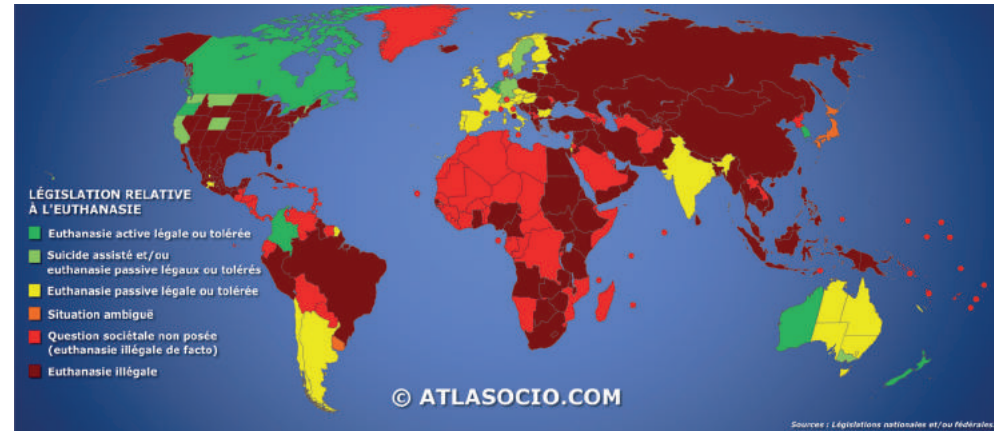 LÉGISLATION RELATIVE
À L'EUTHANASIE
Euthanasie active légale ou tolérée
Suicide assisté et/ou
euthanasie passive légaux ou tolérés
Euthanasie passive légale ou tolérée
Situation ambiguë
Question sociétale non posée
(euthanasie illégale de facto)
Euthanasie illégale
© ATLASOCIO.COM
Sources : Législations nationales et/ou fédérales.